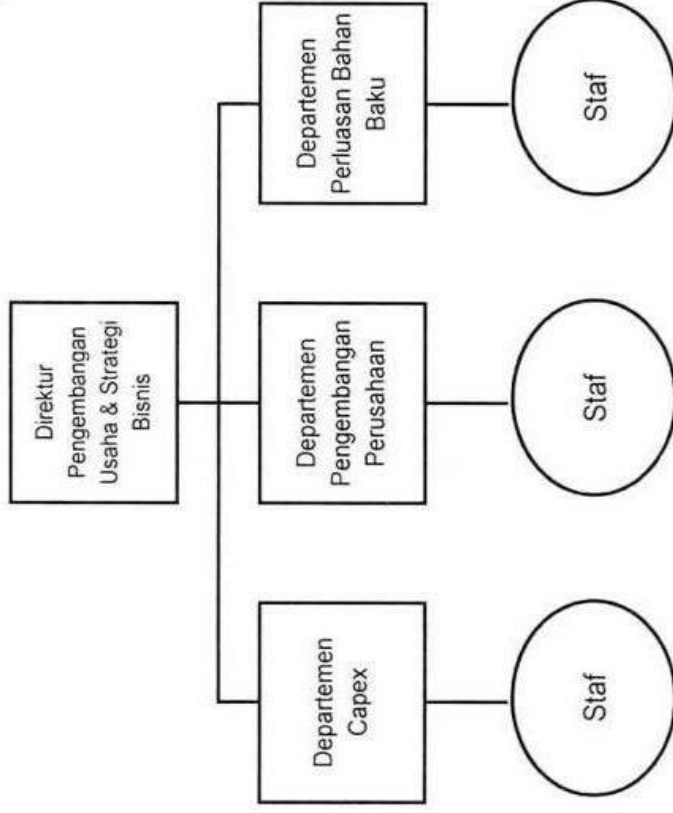 Direktur
Pengembangan
Usaha & Strategi
Bisnis
Departemen
Capex
Departemen
Pengembangan
Perusahaan
Departemen
Perluasan Bahan
Baku
Staf
Staf
Staf